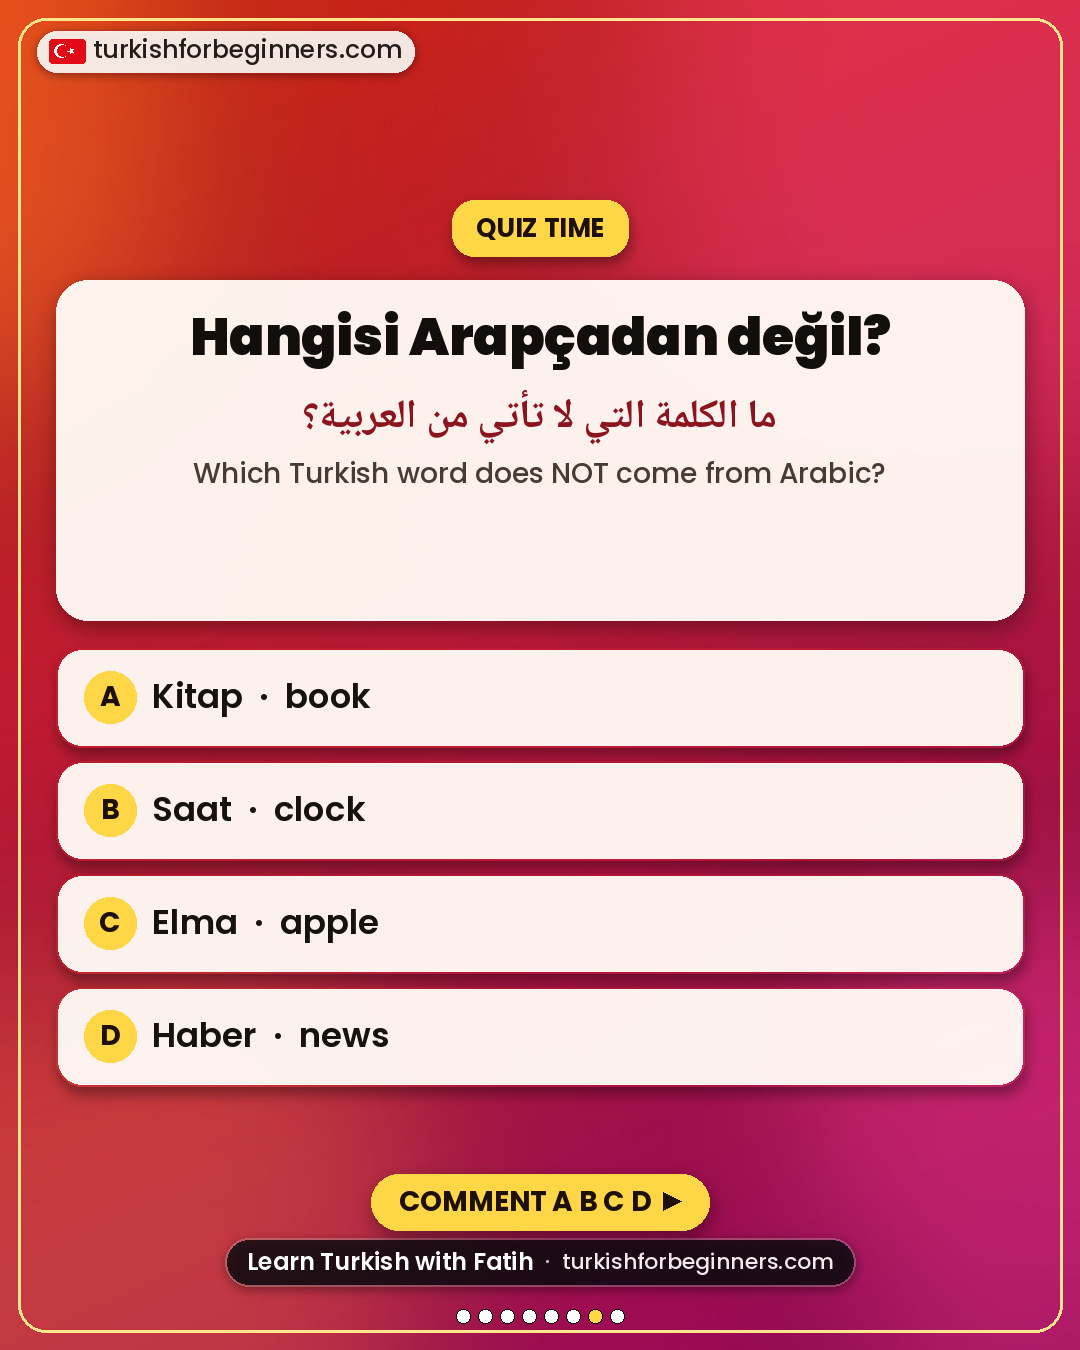 turkishforbeginners.com
QUIZ TIME
Hangisi Arapçadan değil?
ما الكلمة التي لا تأتي من العربية؟
Which Turkish word does NOT come from Arabic?
A Kitap · book
B Saat · clock
C Elma · apple
D Haber · news
COMMENT A B C D ▶
Learn Turkish with Fatih · turkishforbeginners.com